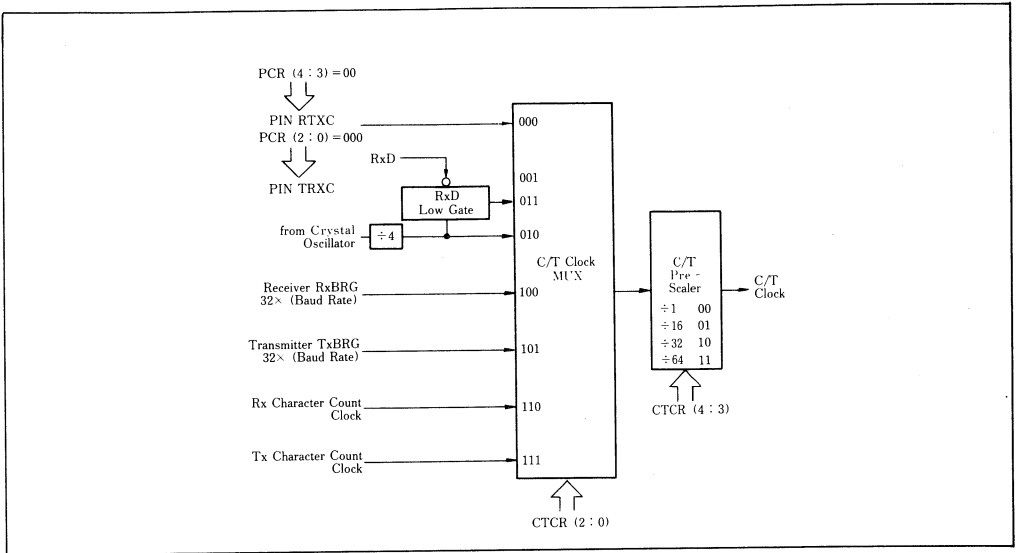 PCR (4 : 3) = 00
PIN RTXC
PCR (2 : 0) = 000
PIN TRXC
000
RxD
001
RxD
Low Gate
011
from Crystal
Oscillator
÷4
010
C/T Clock
MUX
Receiver RxBRG
32× (Baud Rate)
100
Transmitter TxBRG
32× (Baud Rate)
101
Rx Character Count
Clock
110
Tx Character Count
Clock
111
CTCR (2 : 0)
C/T
Pre -
Scaler
÷1 00
÷16 01
÷32 10
÷64 11
CTCR (4 : 3)
C/T
Clock